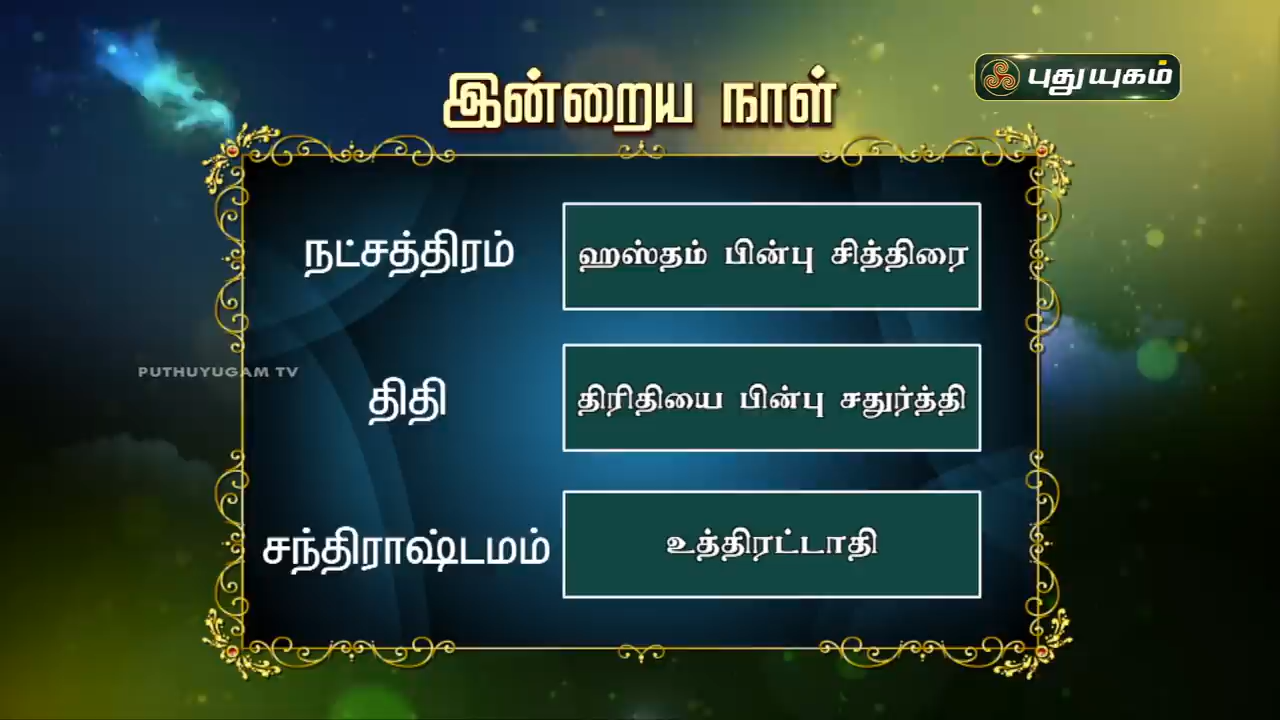 இன்றைய நாள்
புதுயுகம்
நட்சத்திரம்
ஹஸ்தம் பின்பு சித்திரை
PUTHUYUGAM TV
திதி
திரிதியை பின்பு சதுர்த்தி
சந்திராஷ்டமம்
உத்திரட்டாதி